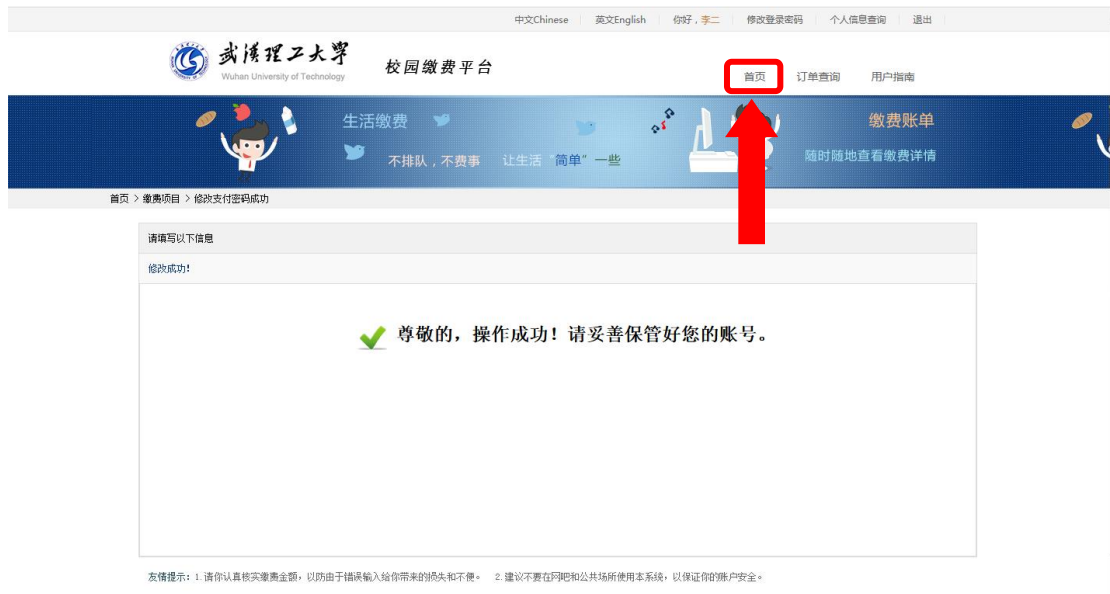 中文Chinese 英文English 你好,李二 修改登录密码 个人信息查询 退出
武汉理工大学
Wuhan University of Technology
校园缴费平台
首页 订单查询 用户指南
生活缴费
不排队,不费事 让生活“简单”一些
缴费账单
随时随地查看缴费详情
首页 > 缴费项目 > 修改支付密码成功
请填写以下信息
修改成功!
尊敬的,操作成功!请妥善保管好您的账号。
友情提示:1.请你认真核实缴费金额,以防由于错误输入给你带来的损失和不便。 2.建议不要在网吧和公共场所使用本系统,以保证你的账户安全。